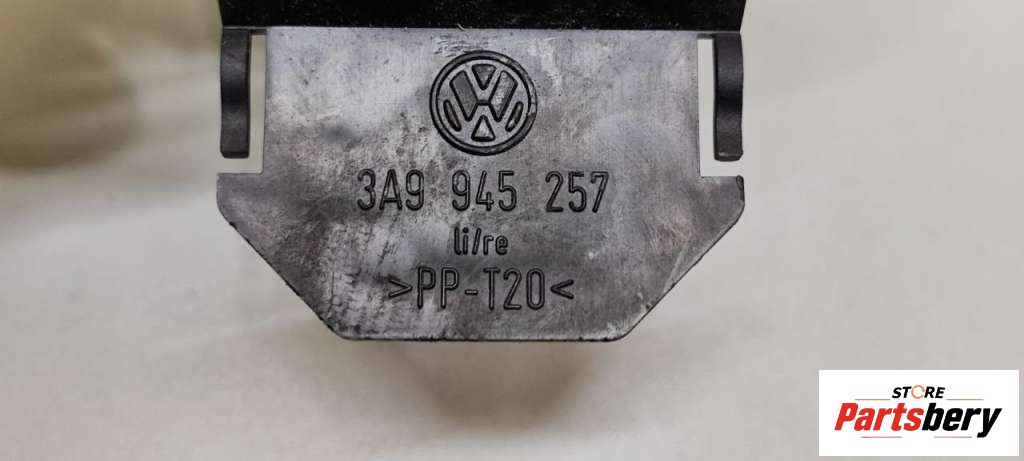 3A9 945 257
li/re
>PP-T20<
STORE
Partsbery